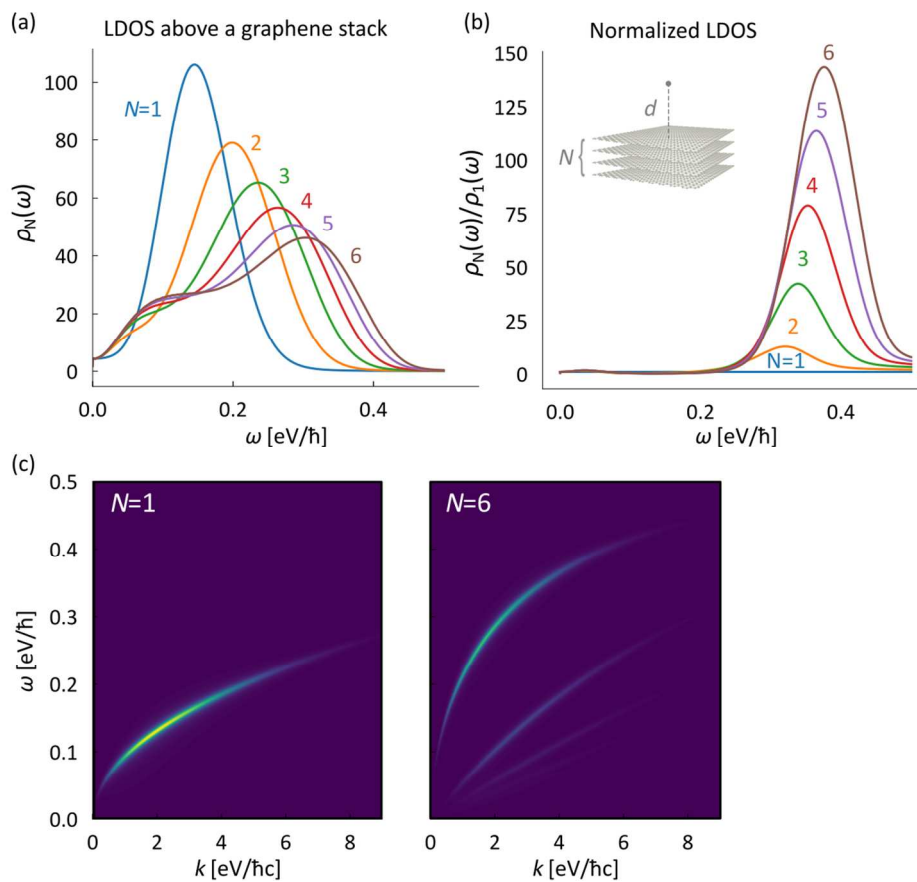 (a)
LDOS above a graphene stack
100
80
60
40
20
0
ρN(ω)
N=1
2
3
4
5
6
0.0
0.2
0.4
ω [eV/ħ]
(b)
Normalized LDOS
150
125
100
75
50
25
0
ρN(ω)/ρ1(ω)
d
N
6
5
4
3
2
N=1
0.0
0.2
0.4
ω [eV/ħ]
(c)
0.5
0.4
0.3
0.2
0.1
0.0
ω [eV/ħ]
N=1
0
2
4
6
8
k [eV/ħc]
N=6
0
2
4
6
8
k [eV/ħc]